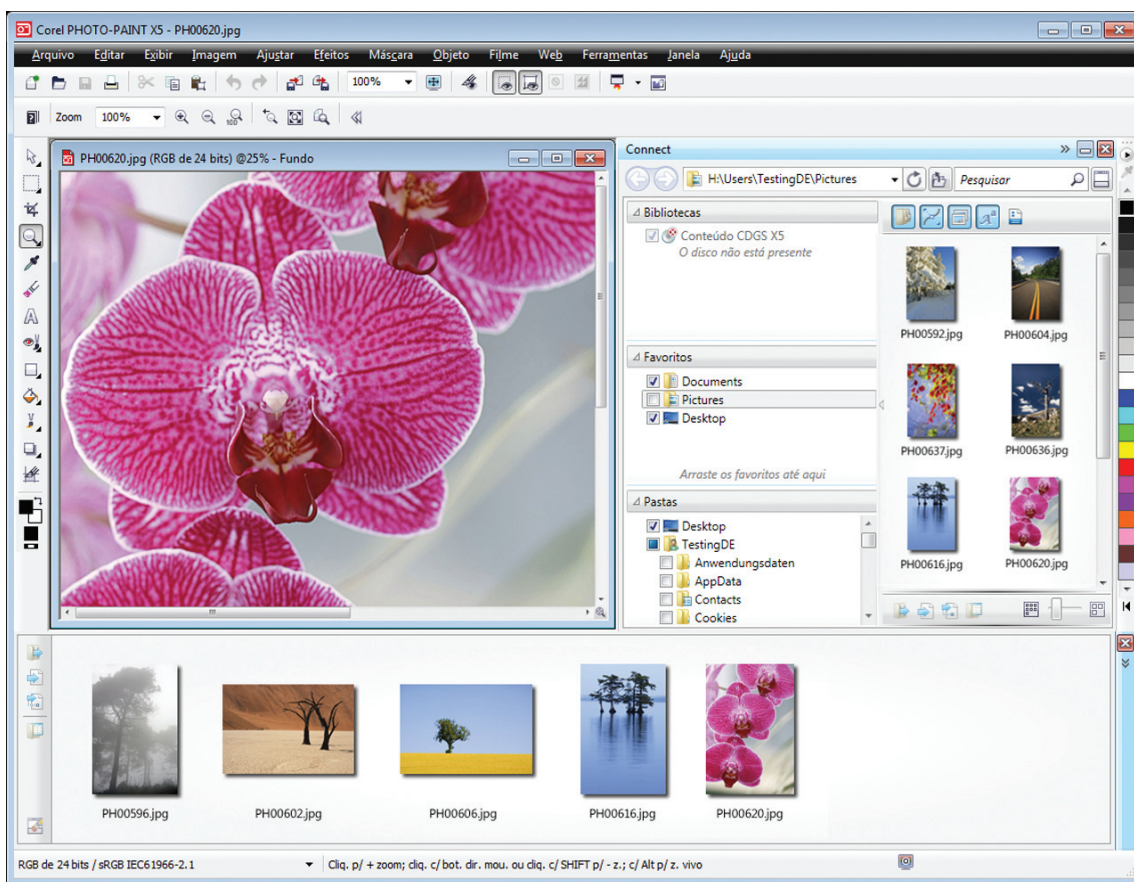 Corel PHOTO-PAINT X5 - PH00620.jpg
Arquivo Editar Exibir Imagem Ajustar Efeitos Máscara Objeto Filme Web Ferramentas Janela Ajuda
100%
Zoom 100%
100
PH00620.jpg (RGB de 24 bits) @25% - Fundo
Connect
H:\Users\TestingDE\Pictures
Pesquisar
Bibliotecas
Conteúdo CDGS X5
O disco não está presente
Favoritos
Documents
Pictures
Desktop
Arraste os favoritos até aqui
Pastas
Desktop
TestingDE
Anwendungsdaten
AppData
Contacts
Cookies
PH00592.jpg PH00604.jpg
PH00637.jpg PH00636.jpg
PH00616.jpg PH00620.jpg
PH00596.jpg PH00602.jpg PH00606.jpg PH00616.jpg PH00620.jpg
RGB de 24 bits / sRGB IEC61966-2.1
Cliq. p/ + zoom; cliq. c/ bot. dir. mou. ou cliq. c/ SHIFT p/ - z.; c/ Alt p/ z. vivo